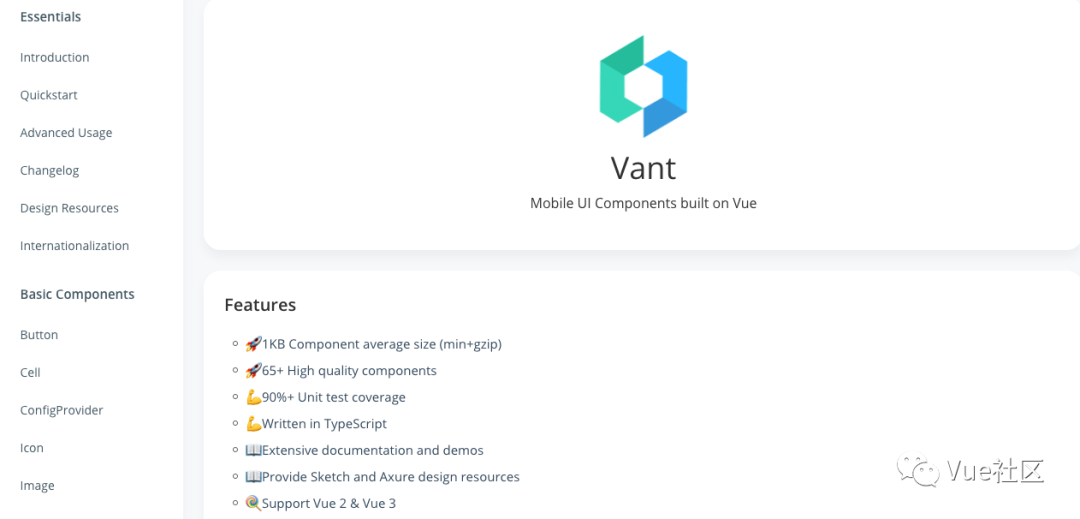 Essentials
Introduction
Quickstart
Advanced Usage
Changelog
Design Resources
Internationalization
Basic Components
Button
Cell
ConfigProvider
Icon
Image
Vant
Mobile UI Components built on Vue
Features
🚀1KB Component average size (min+gzip)
🚀65+ High quality components
💪90%+ Unit test coverage
💪Written in TypeScript
📖Extensive documentation and demos
📖Provide Sketch and Axure design resources
🍭Support Vue 2 & Vue 3
Vue社区